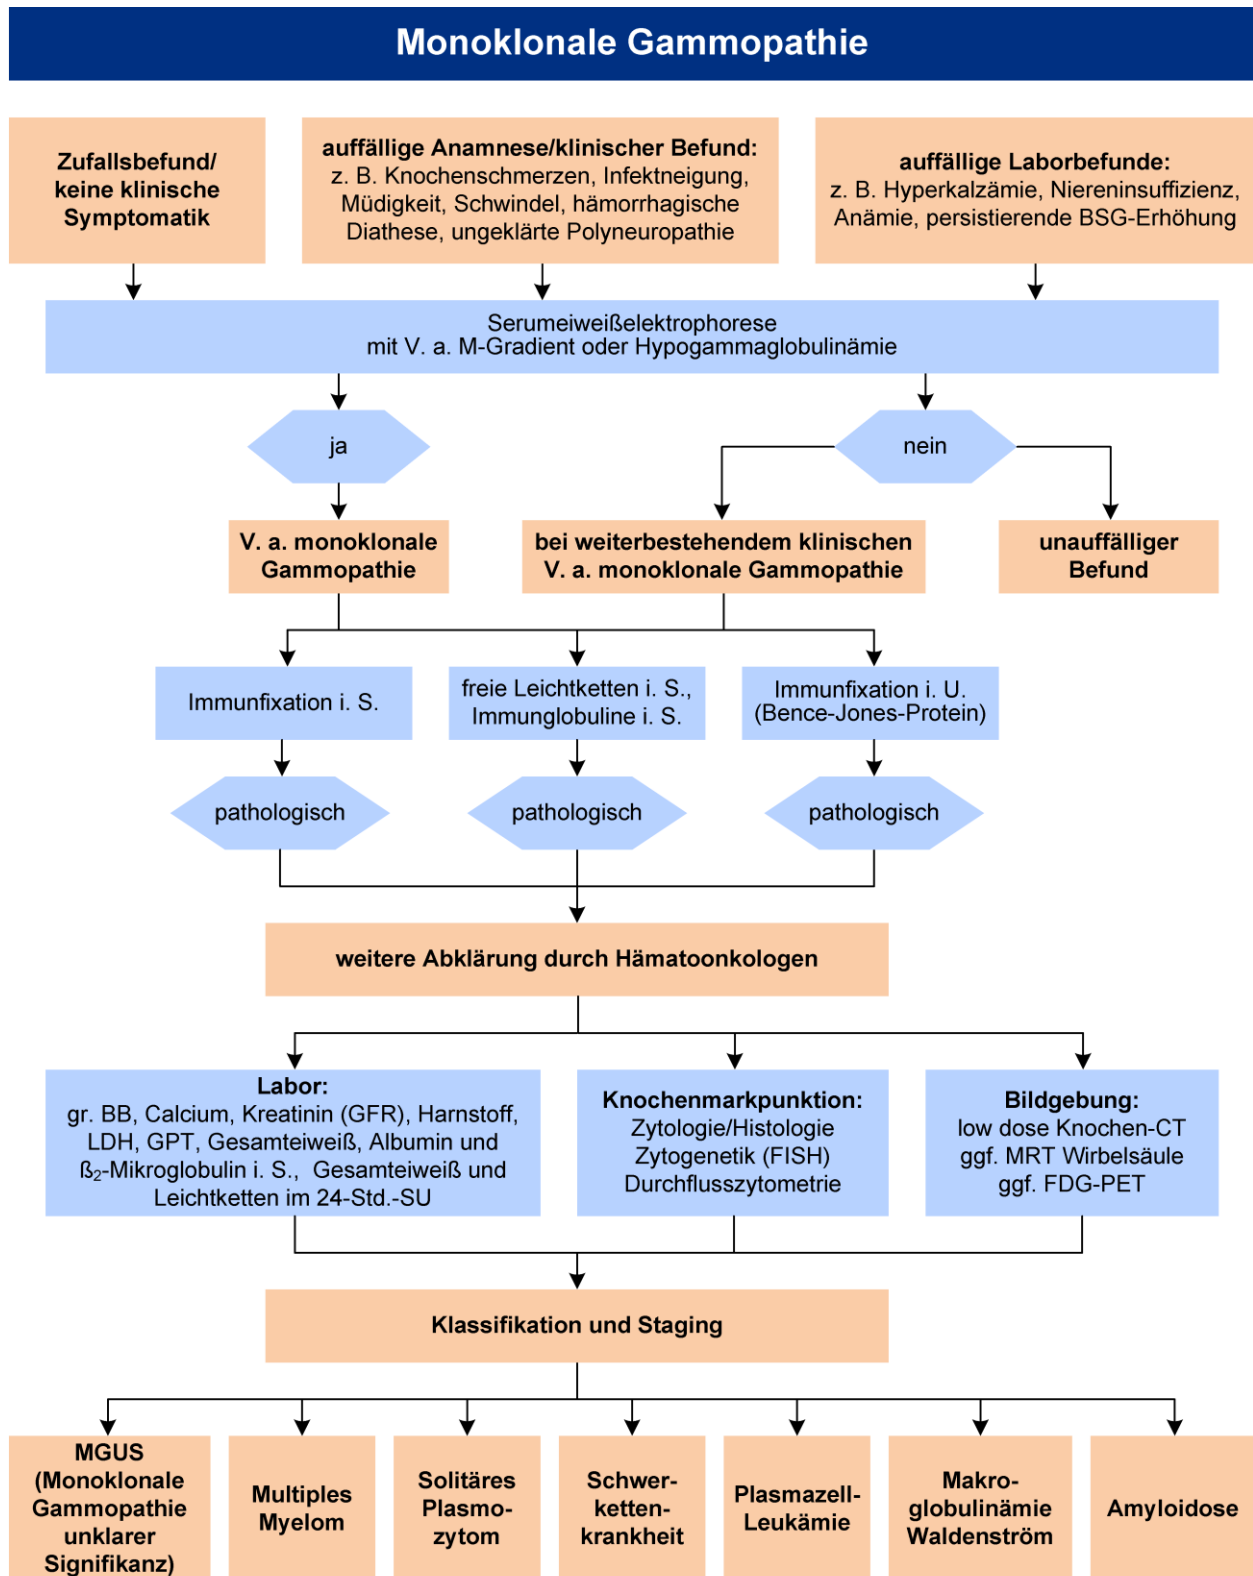 Monoklonale Gammopathie
Zufallsbefund/
keine klinische
Symptomatik
auffällige Anamnese/klinischer Befund:
z. B. Knochenschmerzen, Infektneigung,
Müdigkeit, Schwindel, hämorrhagische
Diathese, ungeklärte Polyneuropathie
auffällige Laborbefunde:
z. B. Hyperkalzämie, Niereninsuffizienz,
Anämie, persistierende BSG-Erhöhung
Serumeiweißelektrophorese
mit V. a. M-Gradient oder Hypogammaglobulinämie
ja
nein
V. a. monoklonale
Gammopathie
bei weiterbestehendem klinischen
V. a. monoklonale Gammopathie
unauffälliger
Befund
Immunfixation i. S.
freie Leichtketten i. S.,
Immunglobuline i. S.
Immunfixation i. U.
(Bence-Jones-Protein)
pathologisch
pathologisch
pathologisch
weitere Abklärung durch Hämatoonkologen
Labor:
gr. BB, Calcium, Kreatinin (GFR), Harnstoff,
LDH, GPT, Gesamteiweiß, Albumin und
ß₂-Mikroglobulin i. S., Gesamteiweiß und
Leichtketten im 24-Std.-SU
Knochenmarkpunktion:
Zytologie/Histologie
Zytogenetik (FISH)
Durchflusszytometrie
Bildgebung:
low dose Knochen-CT
ggf. MRT Wirbelsäule
ggf. FDG-PET
Klassifikation und Staging
MGUS
(Monoklonale
Gammopathie
unklarer
Signifikanz)
Multiples
Myelom
Solitäres
Plasmo-
zytom
Schwer-
ketten-
krankheit
Plasmazell-
Leukämie
Makro-
globulinämie
Waldenström
Amyloidose